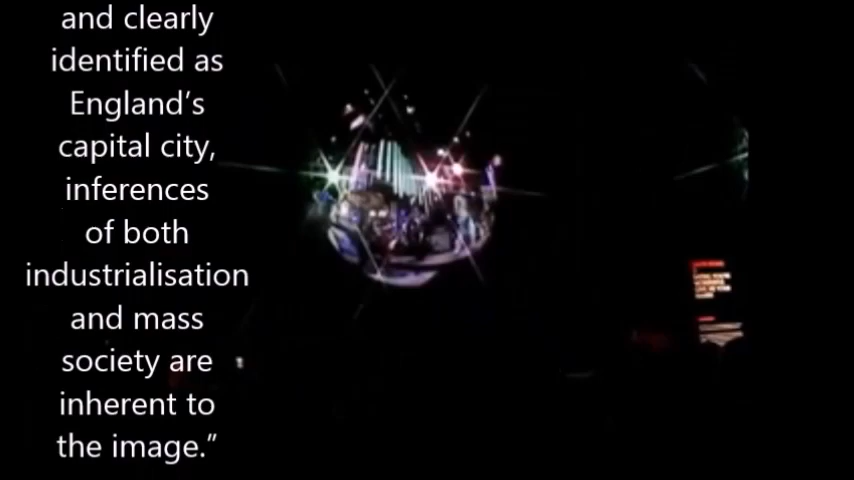 and clearly
identified as
England’s
capital city,
inferences
of both
industrialisation
and mass
society are
inherent to
the image.”